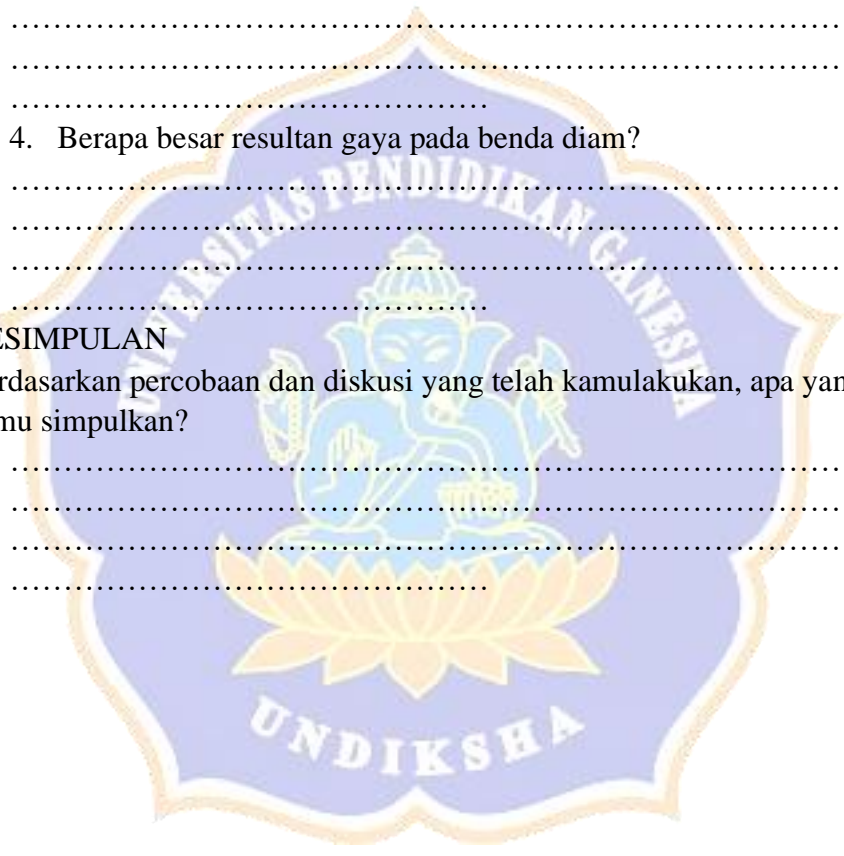 ………………………………………………………………………………
………………………………………………………………………………
………………………………………
4. Berapa besar resultan gaya pada benda diam?
………………………………………………………………………………
………………………………………………………………………………
………………………………………………………………………………
………………………………………
ESIMPULAN
rdasarkan percobaan dan diskusi yang telah kamulakukan, apa yan
mu simpulkan?
………………………………………………………………………………
………………………………………………………………………………
………………………………………………………………………………
………………………………………
UNIVERSITAS PENDIDIKAN GANESHA
UNDIKSHA